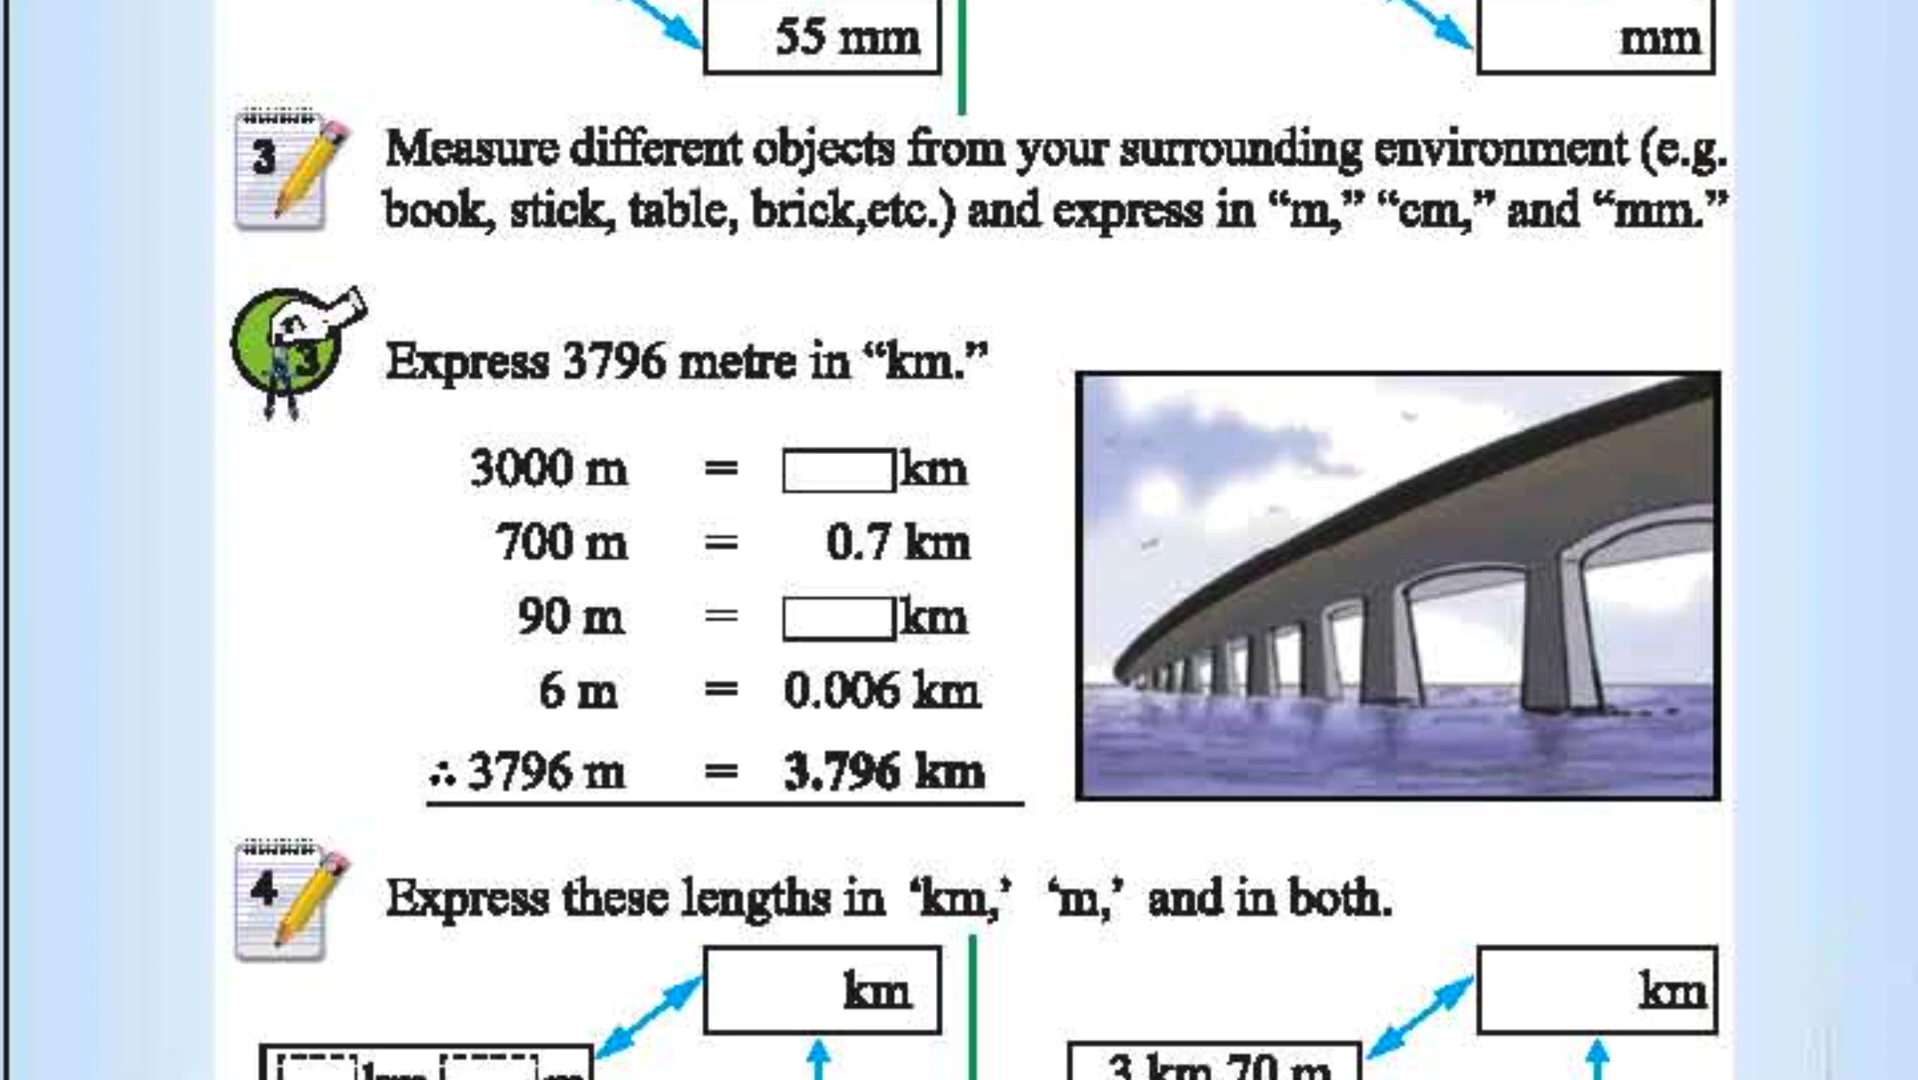 55 mm
mm
3
Measure different objects from your surrounding environment (e.g.
book, stick, table, brick,etc.) and express in “m,” “cm,” and “mm.”
3
Express 3796 metre in “km.”
3000 m = km
700 m = 0.7 km
90 m = km
6 m = 0.006 km
∴ 3796 m = 3.796 km
4
Express these lengths in ‘km,’ ‘m,’ and in both.
km
km
km m
3 km 70 m